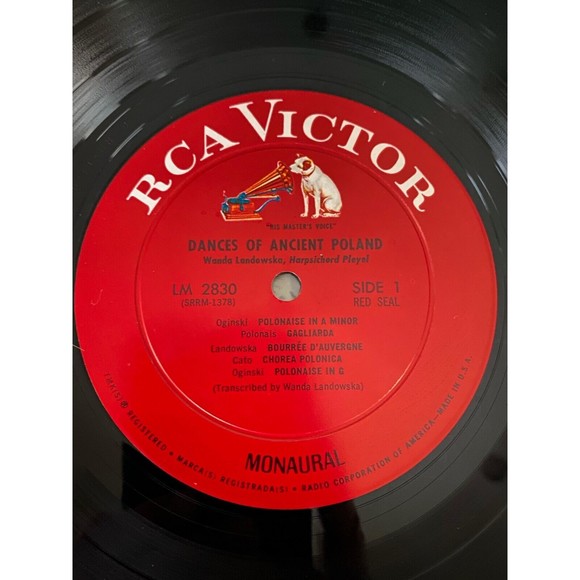 RCA VICTOR
"HIS MASTER'S VOICE"
DANCES OF ANCIENT POLAND
Wanda Landowska, Harpsichord Pleyel
LM 2830 SIDE 1
(SRRM-1378) RED SEAL
Oginski POLONAISE IN A MINOR
Polonais GAGLIARDA
Landowska BOURRÉE D'AUVERGNE
Cato CHOREA POLONICA
Oginski POLONAISE IN G
(Transcribed by Wanda Landowska)
MONAURAL
TMK(S) ® REGISTERED • MARCA(S) REGISTRADA(S) • RADIO CORPORATION OF AMERICA—MADE IN U.S.A.